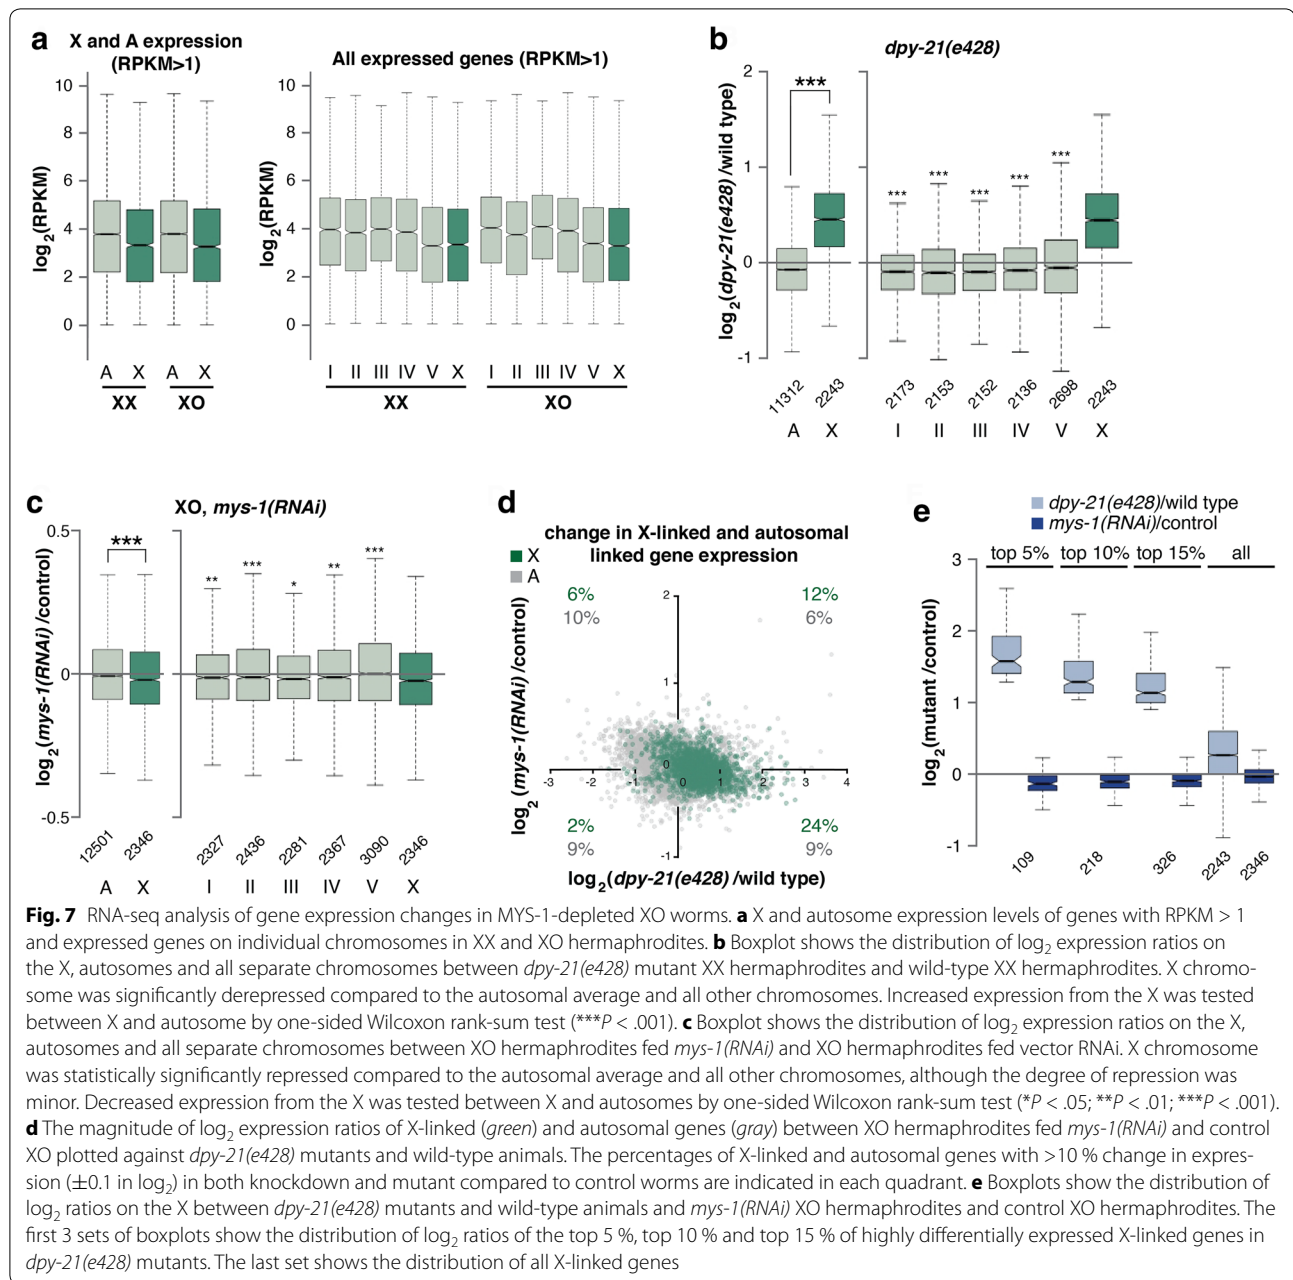 a
X and A expression
(RPKM>1)
All expressed genes (RPKM>1)
log2(RPKM)
10
8
6
4
2
0
A X A X
XX XO
log2(RPKM)
10
8
6
4
2
0
I II III IV V X I II III IV V X
XX XO
b
dpy-21(e428)
log2(dpy-21(e428) /wild type)
2
1
0
-1
***
*** *** *** *** ***
11312 2243 2173 2153 2152 2136 2698 2243
A X I II III IV V X
c
XO, mys-1(RNAi)
log2(mys-1(RNAi) /control)
0.5
0
-0.5
***
** *** * ** ***
12501 2346 2327 2436 2281 2367 3090 2346
A X I II III IV V X
d
change in X-linked and autosomal
linked gene expression
X
A
log2 (mys-1(RNAi) /control)
6% 12%
10% 6%
2
1
0
-3 -2 -1 0 1 2 3 4
-1
2% 24%
9% 9%
log2(dpy-21(e428) /wild type)
e
dpy-21(e428)/wild type
mys-1(RNAi)/control
top 5% top 10% top 15% all
log2(mutant /control)
3
2
1
0
-1
109 218 326 2243 2346
Fig. 7 RNA-seq analysis of gene expression changes in MYS-1-depleted XO worms. a X and autosome expression levels of genes with RPKM > 1
and expressed genes on individual chromosomes in XX and XO hermaphrodites. b Boxplot shows the distribution of log2 expression ratios on
the X, autosomes and all separate chromosomes between dpy-21(e428) mutant XX hermaphrodites and wild-type XX hermaphrodites. X chromo-
some was significantly derepressed compared to the autosomal average and all other chromosomes. Increased expression from the X was tested
between X and autosome by one-sided Wilcoxon rank-sum test (***P < .001). c Boxplot shows the distribution of log2 expression ratios on the X,
autosomes and all separate chromosomes between XO hermaphrodites fed mys-1(RNAi) and XO hermaphrodites fed vector RNAi. X chromosome
was statistically significantly repressed compared to the autosomal average and all other chromosomes, although the degree of repression was
minor. Decreased expression from the X was tested between X and autosomes by one-sided Wilcoxon rank-sum test (*P < .05; **P < .01; ***P < .001).
d The magnitude of log2 expression ratios of X-linked (green) and autosomal genes (gray) between XO hermaphrodites fed mys-1(RNAi) and control
XO plotted against dpy-21(e428) mutants and wild-type animals. The percentages of X-linked and autosomal genes with >10 % change in expres-
sion (±0.1 in log2) in both knockdown and mutant compared to control worms are indicated in each quadrant. e Boxplots show the distribution of
log2 ratios on the X between dpy-21(e428) mutants and wild-type animals and mys-1(RNAi) XO hermaphrodites and control XO hermaphrodites. The
first 3 sets of boxplots show the distribution of log2 ratios of the top 5 %, top 10 % and top 15 % of highly differentially expressed X-linked genes in
dpy-21(e428) mutants. The last set shows the distribution of all X-linked genes